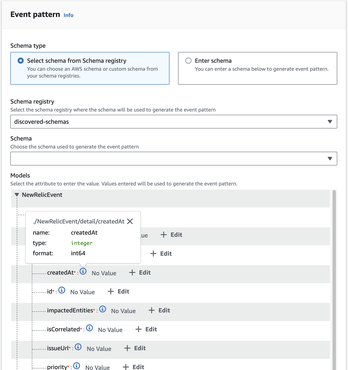 Event pattern Info
Schema type
Select schema from Schema registry
You can choose an AWS schema or custom schema from
your schema registries.
Enter schema
You can enter a schema below to generate event pattern.
Schema registry
Select the schema registry where the schema will be used to generate the event pattern
discovered-schemas
Schema
Choose the schema used to generate the event pattern
Models
Select the attribute to enter the value. Values entered will be used to generate the event pattern.
NewRelicEvent
./NewRelicEvent/detail/createdAt
name: createdAt
type: integer
format: int64
+ Edit
+ Edit
createdAt* No Value + Edit
id* No Value + Edit
impactedEntities* No Value + Edit
isCorrelated* No Value + Edit
issueUrl* No Value + Edit
priority* No Value + Edit